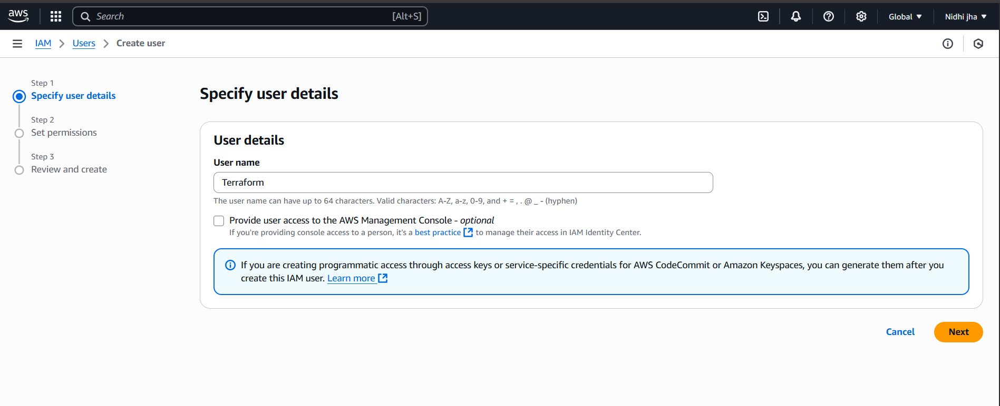 aws
Search [Alt+S]
Global
Nidhi jha
IAM > Users > Create user
Step 1
Specify user details
Step 2
Set permissions
Step 3
Review and create
Specify user details
User details
User name
Terraform
The user name can have up to 64 characters. Valid characters: A-Z, a-z, 0-9, and + = , . @ _ - (hyphen)
Provide user access to the AWS Management Console - optional
If you're providing console access to a person, it's a best practice to manage their access in IAM Identity Center.
If you are creating programmatic access through access keys or service-specific credentials for AWS CodeCommit or Amazon Keyspaces, you can generate them after you
create this IAM user. Learn more
Cancel
Next